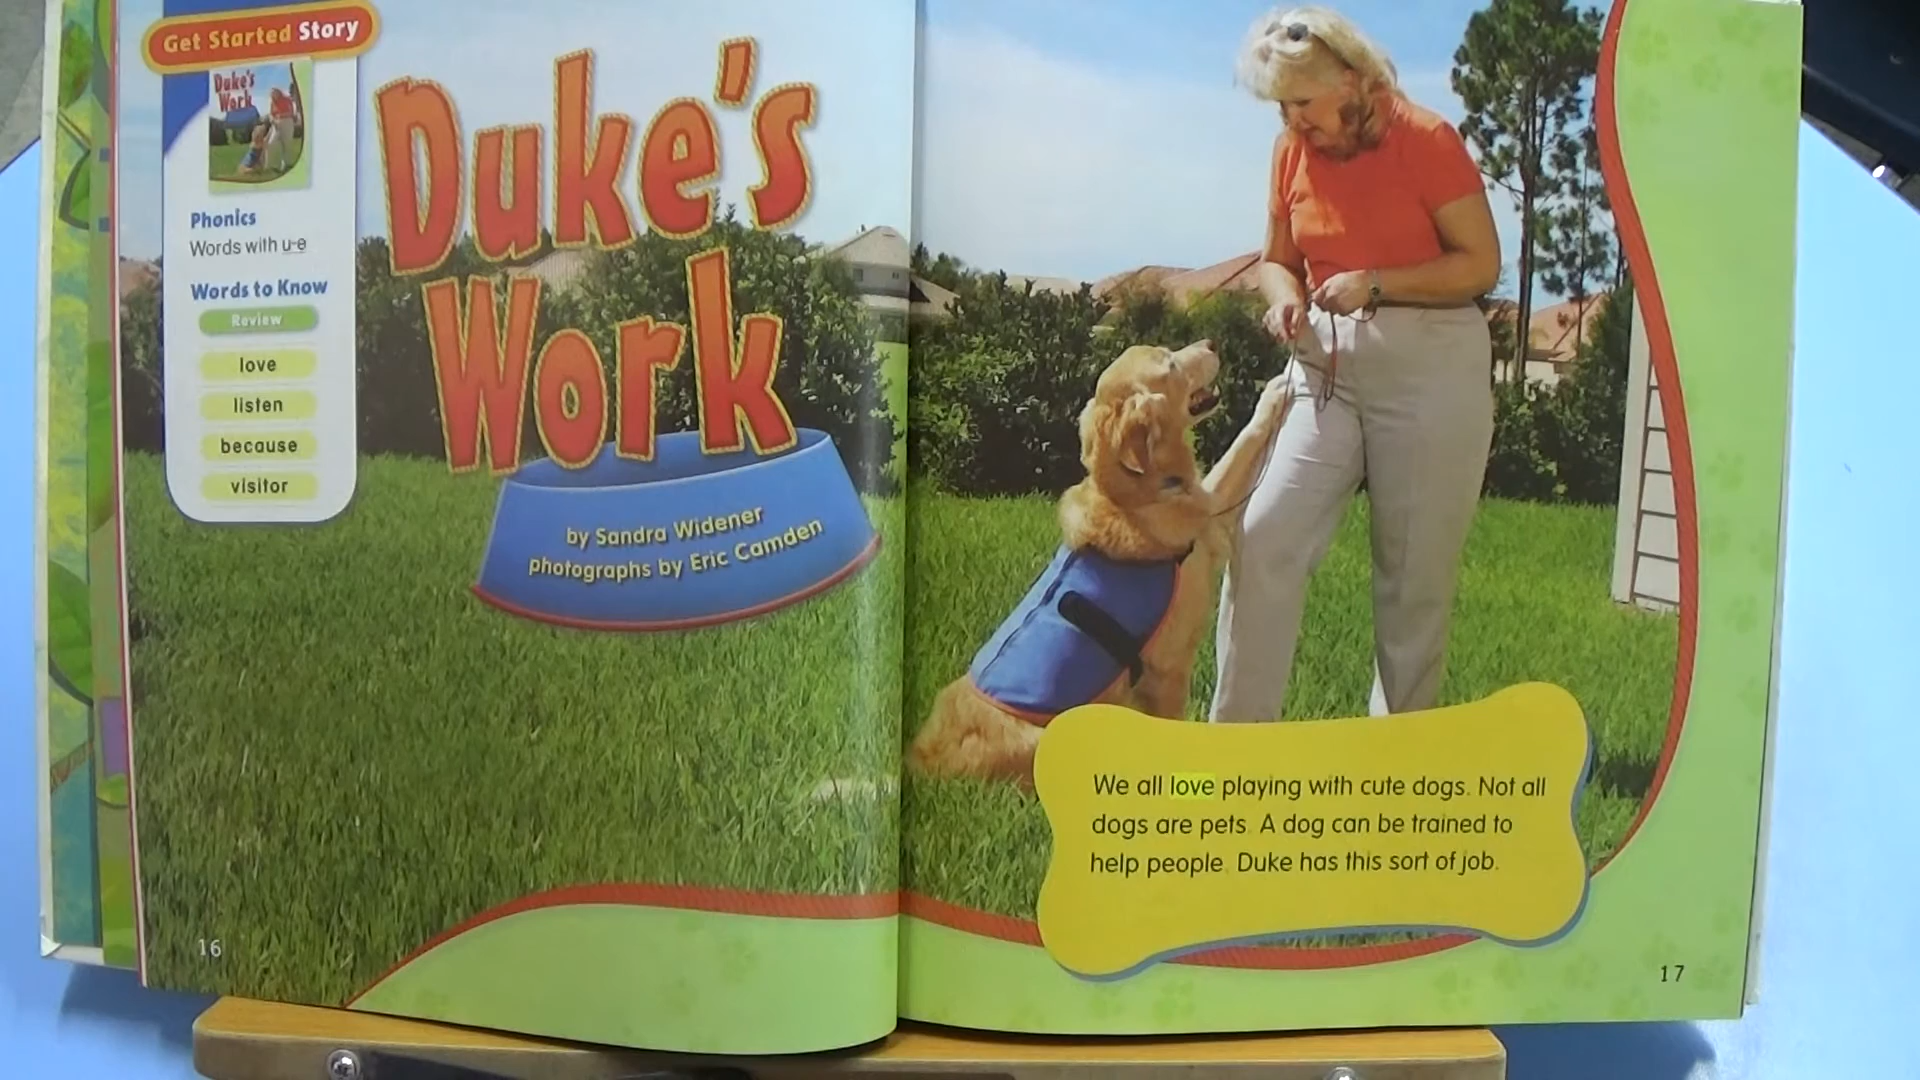 Get Started Story
Duke's
Work
Phonics
Words with u-e
Words to Know
Review
love
listen
because
visitor
Duke's
Work
by Sandra Widener
photographs by Eric Camden
16
We all love playing with cute dogs. Not all
dogs are pets. A dog can be trained to
help people. Duke has this sort of job.
17